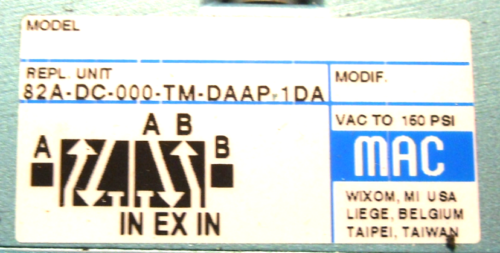 MODEL
REPL. UNIT
82A-DC-000-TM-DAAP-1DA
MODIF.
VAC TO 150 PSI
MAC
WIXOM, MI USA
LIEGE, BELGIUM
TAIPEI, TAIWAN
A B
A B
IN EX IN